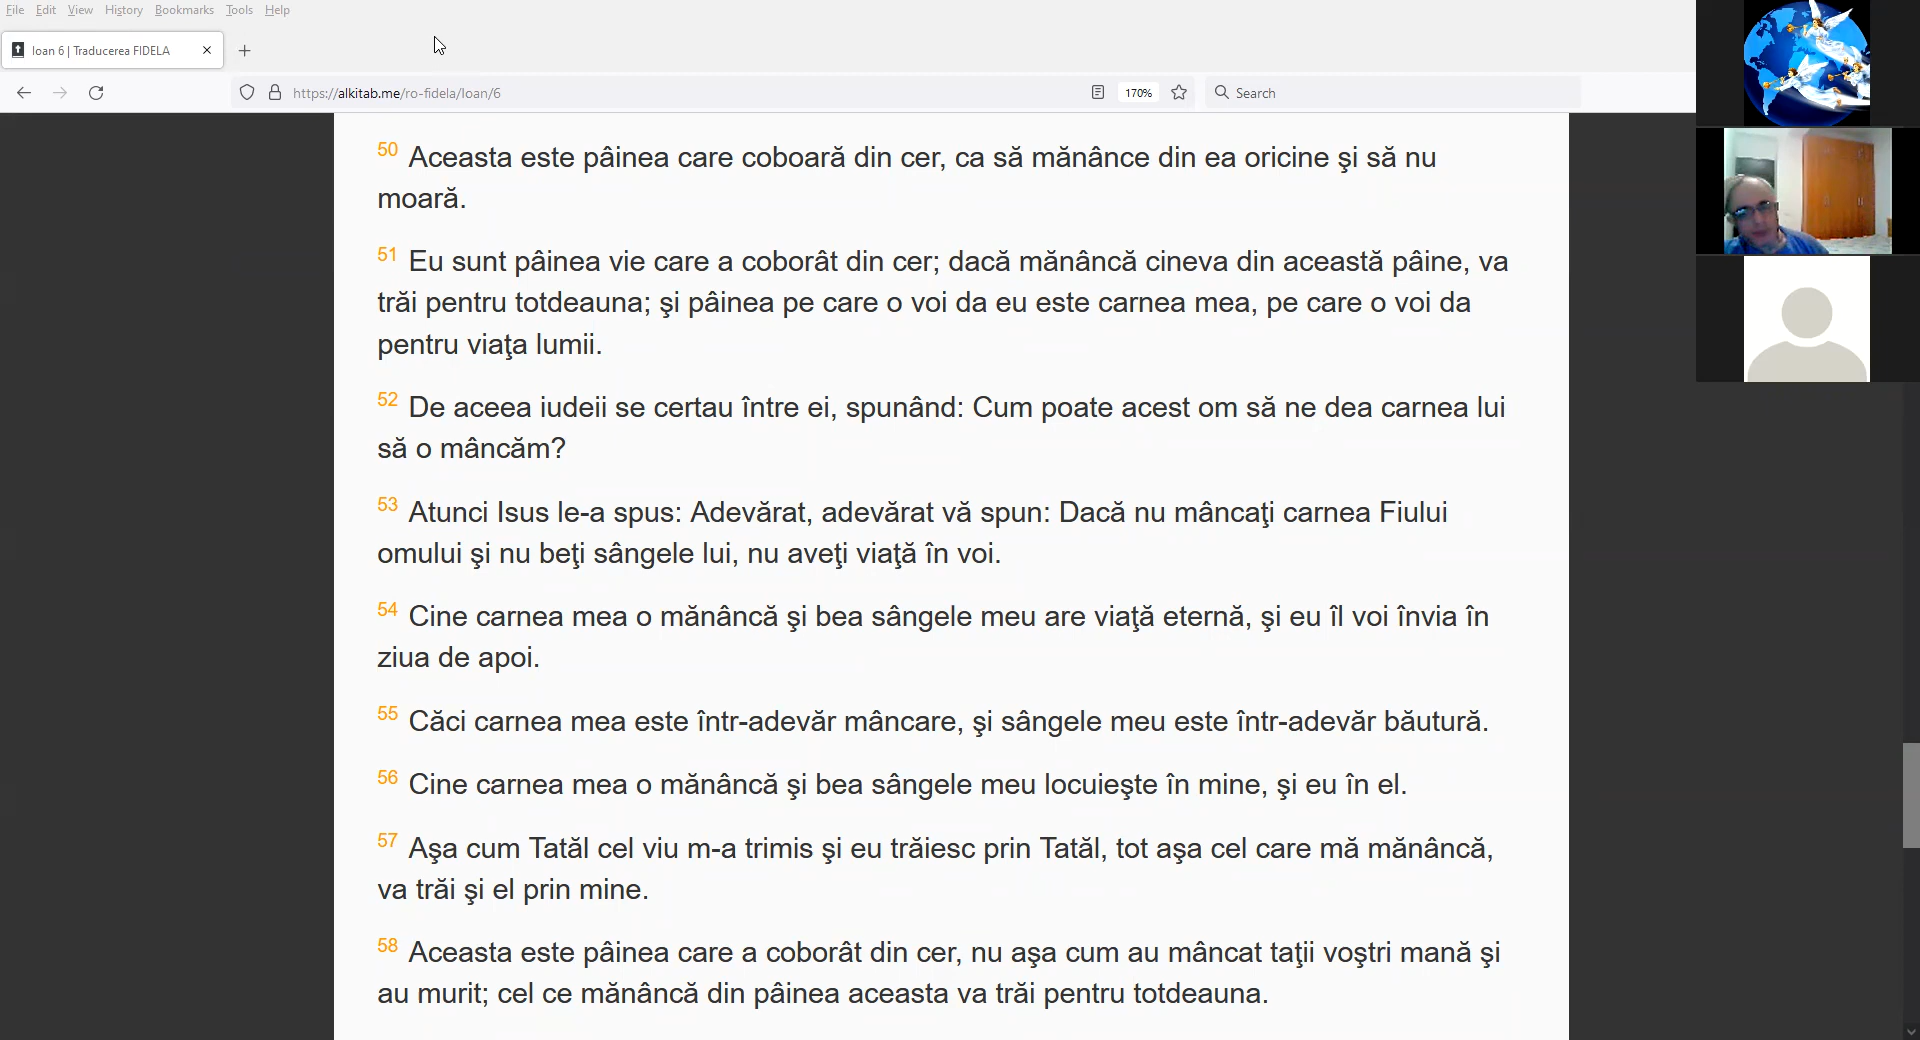 File Edit View History Bookmarks Tools Help
Ioan 6 | Traducerea FIDELA
https://alkitab.me/ro-fidela/Ioan/6 170% Search
50 Aceasta este pâinea care coboară din cer, ca să mănânce din ea oricine şi să nu
moară.
51 Eu sunt pâinea vie care a coborât din cer; dacă mănâncă cineva din această pâine, va
trăi pentru totdeauna; şi pâinea pe care o voi da eu este carnea mea, pe care o voi da
pentru viaţa lumii.
52 De aceea iudeii se certau între ei, spunând: Cum poate acest om să ne dea carnea lui
să o mâncăm?
53 Atunci Isus le-a spus: Adevărat, adevărat vă spun: Dacă nu mâncaţi carnea Fiului
omului şi nu beţi sângele lui, nu aveţi viaţă în voi.
54 Cine carnea mea o mănâncă şi bea sângele meu are viaţă eternă, şi eu îl voi învia în
ziua de apoi.
55 Căci carnea mea este într-adevăr mâncare, şi sângele meu este într-adevăr băutură.
56 Cine carnea mea o mănâncă şi bea sângele meu locuieşte în mine, şi eu în el.
57 Aşa cum Tatăl cel viu m-a trimis şi eu trăiesc prin Tatăl, tot aşa cel care mă mănâncă,
va trăi şi el prin mine.
58 Aceasta este pâinea care a coborât din cer, nu aşa cum au mâncat taţii voştri mană şi
au murit; cel ce mănâncă din pâinea aceasta va trăi pentru totdeauna.